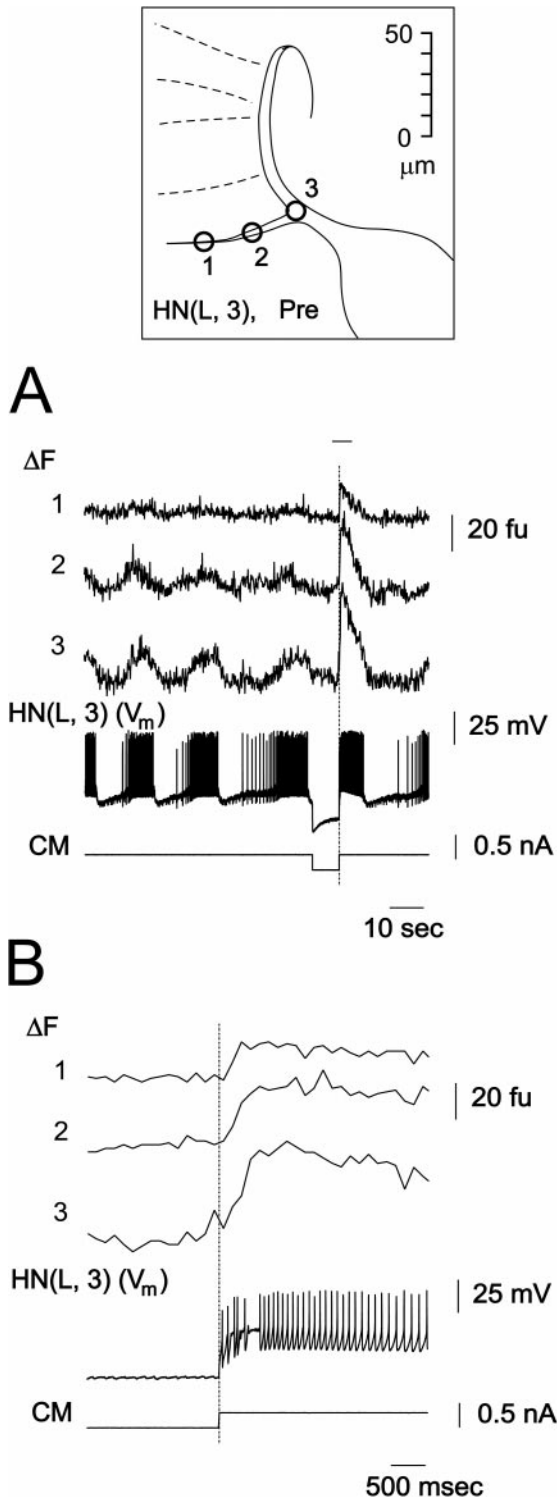 50
0
μm
3
1
2
HN(L, 3), Pre
A
ΔF
1
20 fu
2
3
HN(L, 3) (Vm)
25 mV
CM
0.5 nA
10 sec
B
ΔF
1
20 fu
2
3
HN(L, 3) (Vm)
25 mV
CM
0.5 nA
500 msec